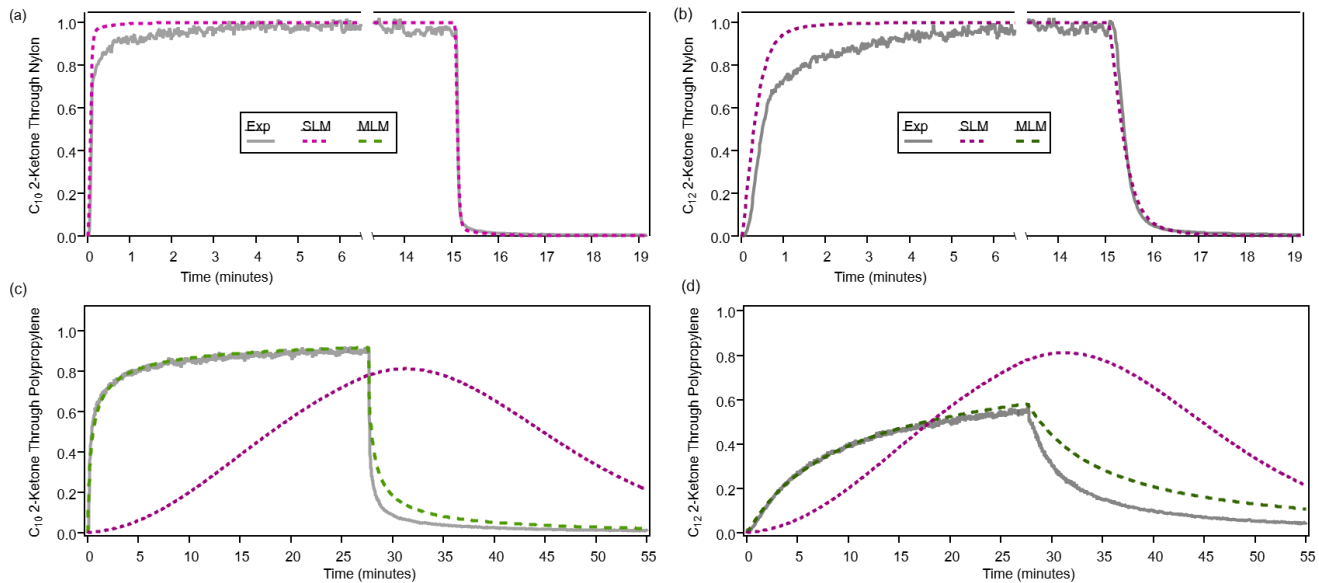 (a)
C10 2-Ketone Through Nylon
1.0
0.8
0.6
0.4
0.2
0.0
Exp SLM MLM
0 1 2 3 4 5 6 14 15 16 17 18 19
Time (minutes)
(b)
C12 2-Ketone Through Nylon
1.0
0.8
0.6
0.4
0.2
0.0
Exp SLM MLM
0 1 2 3 4 5 6 14 15 16 17 18 19
Time (minutes)
(c)
C10 2-Ketone Through Polypropylene
1.0
0.8
0.6
0.4
0.2
0.0
0 5 10 15 20 25 30 35 40 45 50 55
Time (minutes)
(d)
C12 2-Ketone Through Polypropylene
1.0
0.8
0.6
0.4
0.2
0.0
0 5 10 15 20 25 30 35 40 45 50 55
Time (minutes)